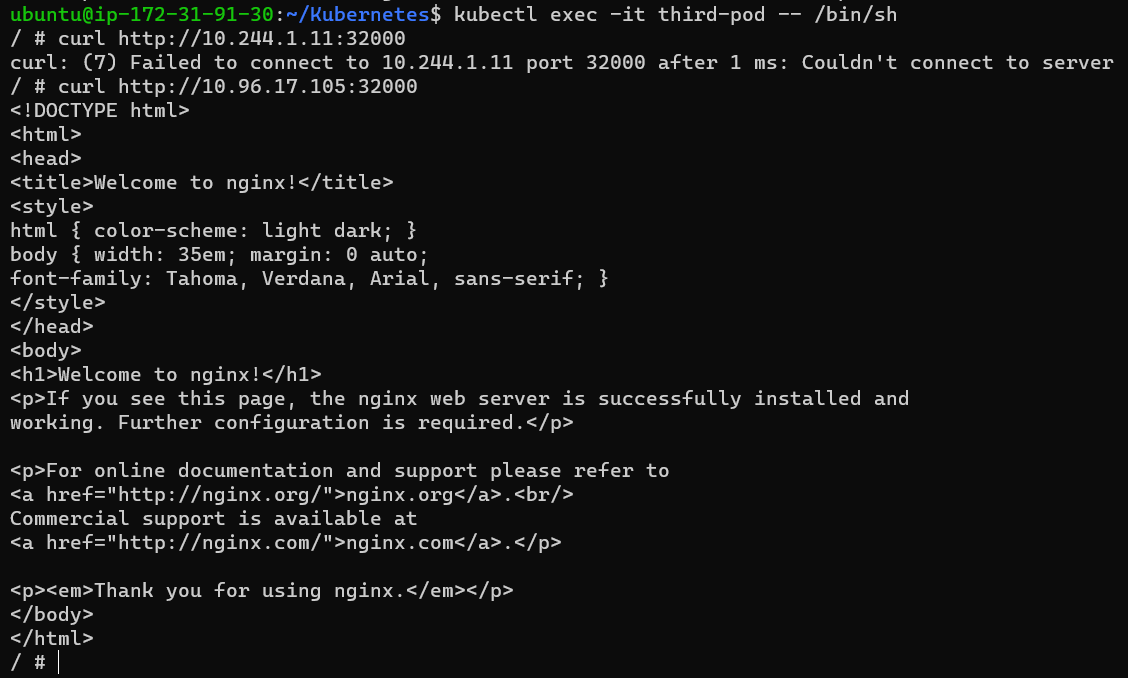 ubuntu@ip-172-31-91-30:~/Kubernetes$ kubectl exec -it third-pod -- /bin/sh
/ # curl http://10.244.1.11:32000
curl: (7) Failed to connect to 10.244.1.11 port 32000 after 1 ms: Couldn't connect to server
/ # curl http://10.96.17.105:32000
<!DOCTYPE html>
<html>
<head>
<title>Welcome to nginx!</title>
<style>
html { color-scheme: light dark; }
body { width: 35em; margin: 0 auto;
font-family: Tahoma, Verdana, Arial, sans-serif; }
</style>
</head>
<body>
<h1>Welcome to nginx!</h1>
<p>If you see this page, the nginx web server is successfully installed and
working. Further configuration is required.</p>

<p>For online documentation and support please refer to
<a href="http://nginx.org/">nginx.org</a>.<br/>
Commercial support is available at
<a href="http://nginx.com/">nginx.com</a>.</p>

<p><em>Thank you for using nginx.</em></p>
</body>
</html>
/ #